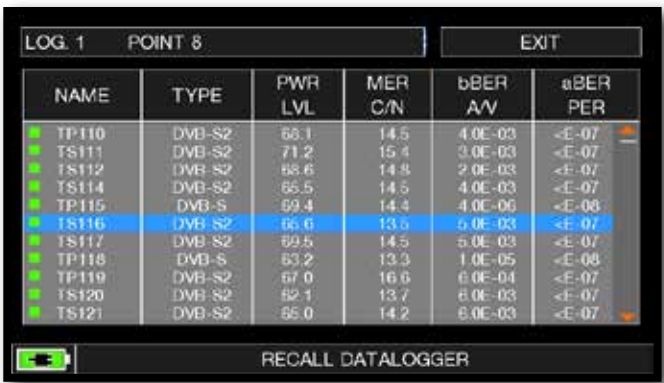 LOG. 1 POINT 8 EXIT
NAME TYPE PWR LVL MER C/N bBER A/V aBER PER
TP110 DVB-S2 68.1 14.5 4.0E-03 <E-07
TS111 DVB-S2 71.2 15.4 3.0E-03 <E-07
TS112 DVB-S2 68.6 14.8 2.0E-03 <E-07
TS114 DVB-S2 65.5 14.5 4.0E-03 <E-07
TP115 DVB-S 69.4 14.4 4.0E-06 <E-08
TS116 DVB-S2 65.6 13.5 5.0E-03 <E-07
TS117 DVB-S2 69.5 14.5 5.0E-03 <E-07
TP118 DVB-S 63.2 13.3 1.0E-05 <E-08
TP119 DVB-S2 67.0 16.6 6.0E-04 <E-07
TS120 DVB-S2 62.1 13.7 6.0E-03 <E-07
TS121 DVB-S2 65.0 14.2 6.0E-03 <E-07
RECALL DATALOGGER